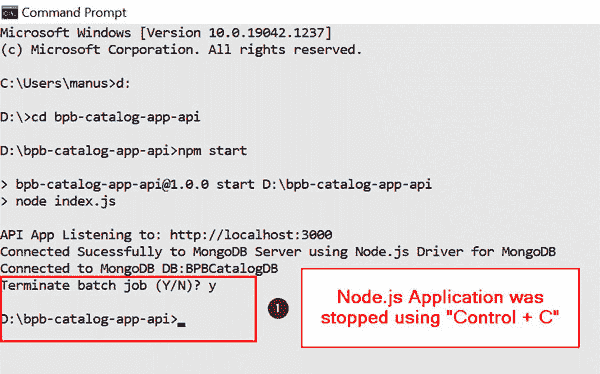 Command Prompt
Microsoft Windows [Version 10.0.19042.1237]
(c) Microsoft Corporation. All rights reserved.
C:\Users\manus>d:
D:\>cd bpb-catalog-app-api
D:\bpb-catalog-app-api>npm start
> bpb-catalog-app-api@1.0.0 start D:\bpb-catalog-app-api
> node index.js
API App Listening to: http://localhost:3000
Connected Sucessfully to MongoDB Server using Node.js Driver for MongoDB
Connected to MongoDB DB:BPBCatalogDB
Terminate batch job (Y/N)? y
D:\bpb-catalog-app-api>_
1
Node.js Application was
stopped using "Control + C"